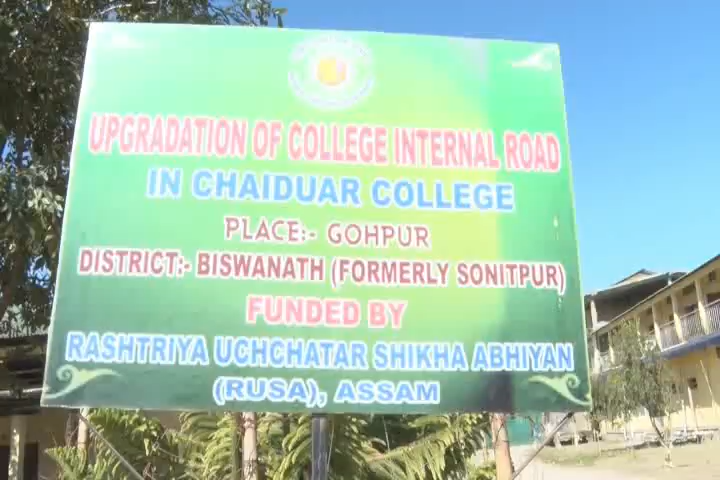 UPGRADATION OF COLLEGE INTERNAL ROAD
IN CHAIDUAR COLLEGE
PLACE:- GOHPUR
DISTRICT:- BISWANATH (FORMERLY SONITPUR)
FUNDED BY
RASHTRIYA UCHCHATAR SHIKHA ABHIYAN
(RUSA), ASSAM